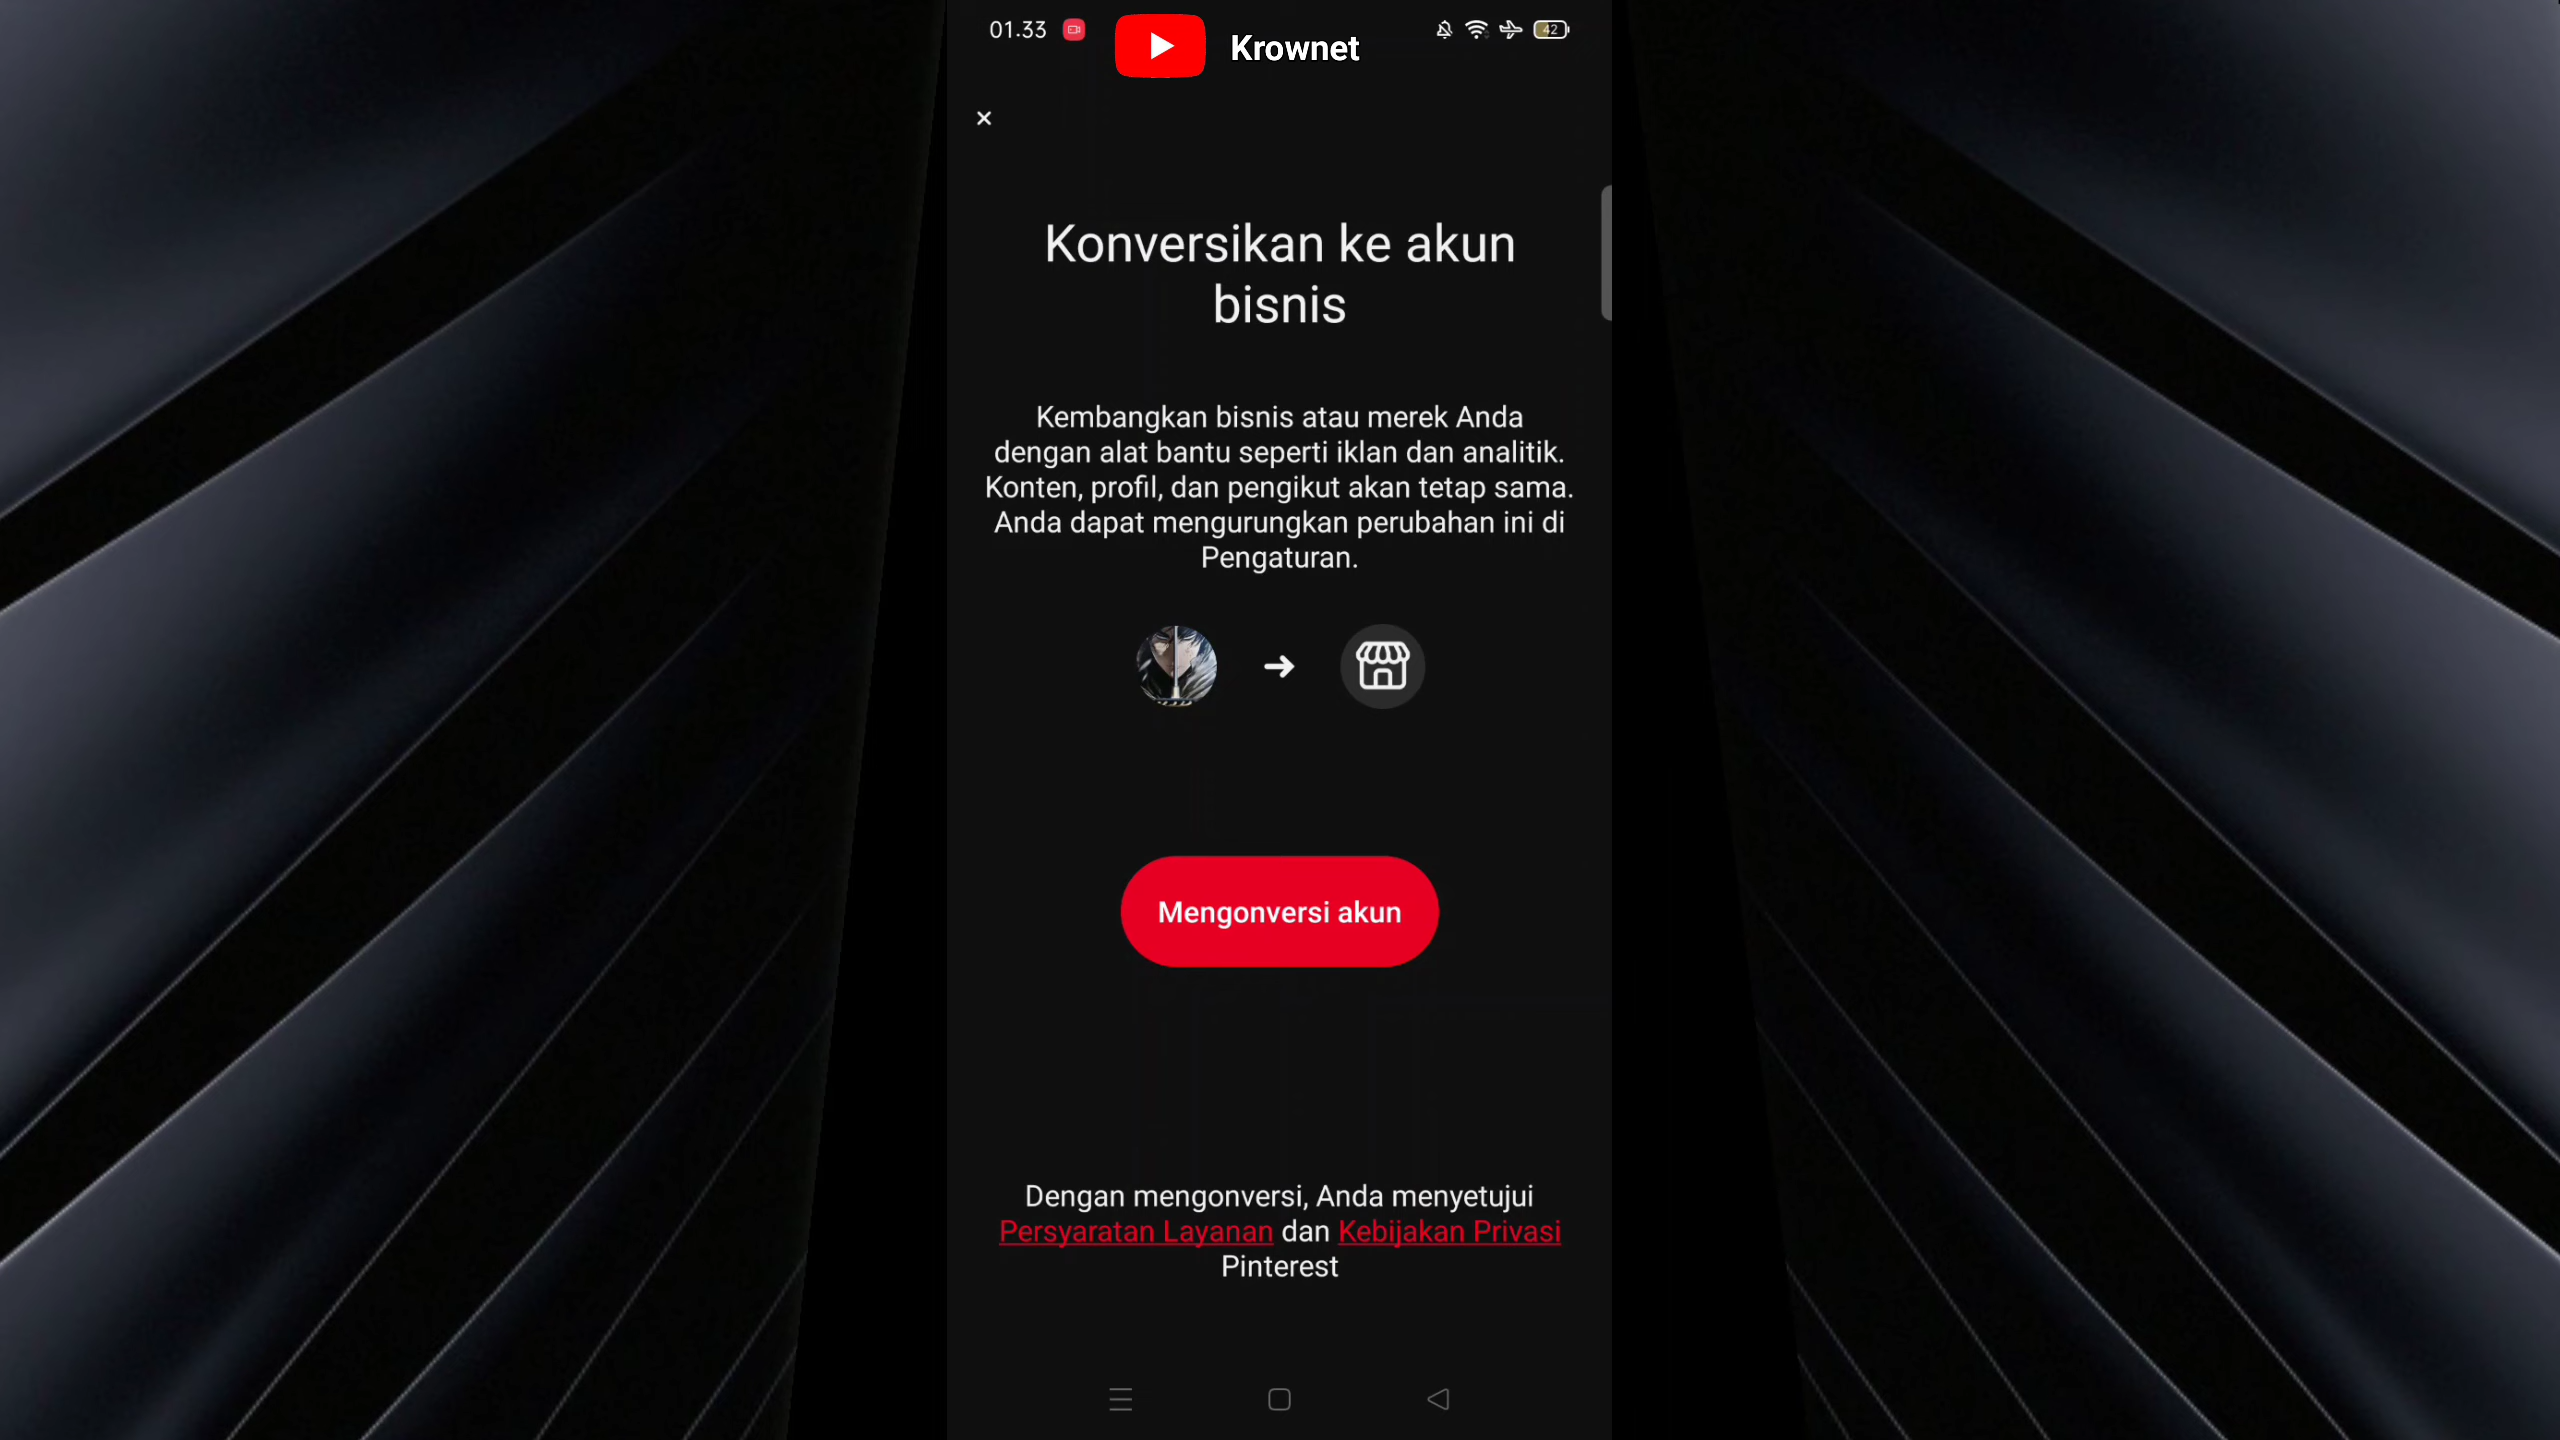 01.33
Krownet
42
Konversikan ke akun
bisnis
Kembangkan bisnis atau merek Anda
dengan alat bantu seperti iklan dan analitik.
Konten, profil, dan pengikut akan tetap sama.
Anda dapat mengurungkan perubahan ini di
Pengaturan.
Mengonversi akun
Dengan mengonversi, Anda menyetujui
Persyaratan Layanan dan Kebijakan Privasi
Pinterest